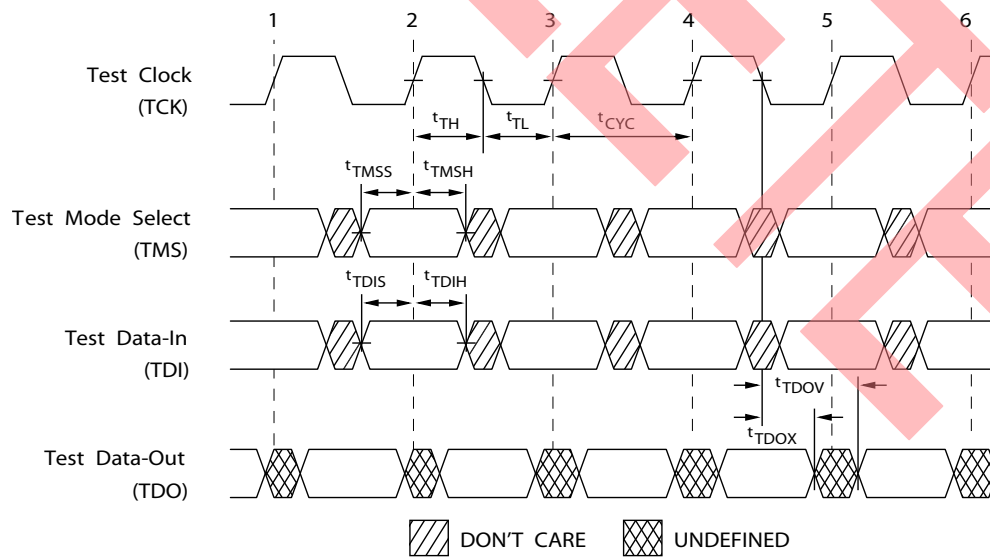 1 2 3 4 5 6
Test Clock
(TCK)
tTH tTL tCYC
tTMSS tTMSH
Test Mode Select
(TMS)
tTDIS tTDIH
Test Data-In
(TDI)
tTDOV
tTDOX
Test Data-Out
(TDO)
DON'T CARE UNDEFINED